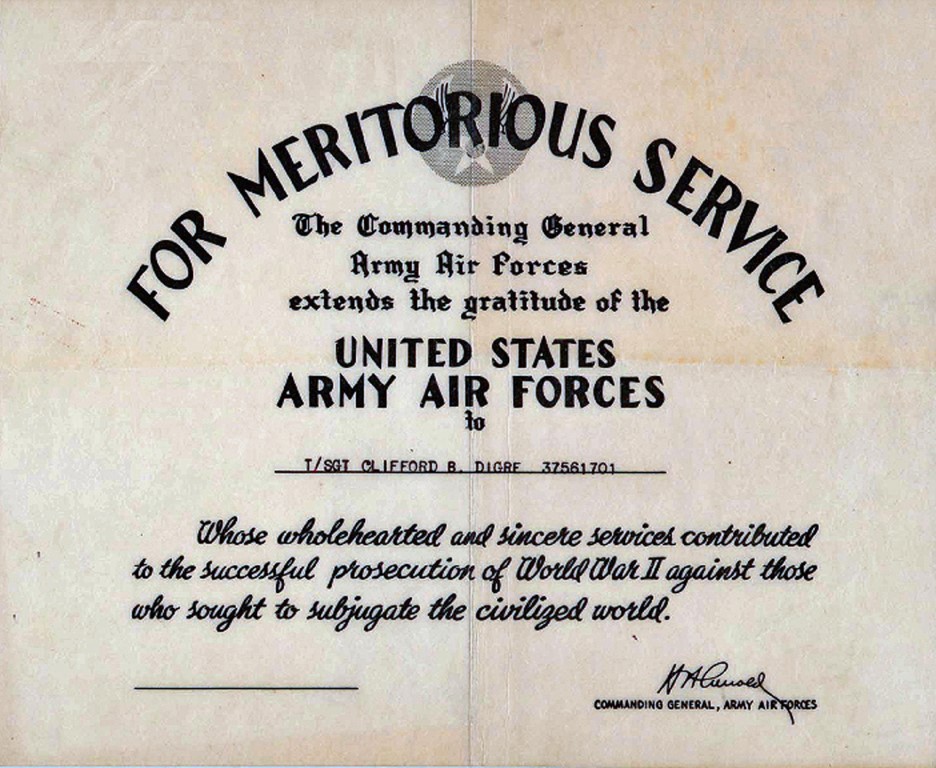 FOR MERITORIOUS SERVICE
The Commanding General
Army Air Forces
extends the gratitude of the
UNITED STATES
ARMY AIR FORCES
to
T/SGT CLIFFORD B. DIGRE 37561701
Whose wholehearted and sincere services contributed
to the successful prosecution of World War II against those
who sought to subjugate the civilized world.
H H Arnold
COMMANDING GENERAL, ARMY AIR FORCES